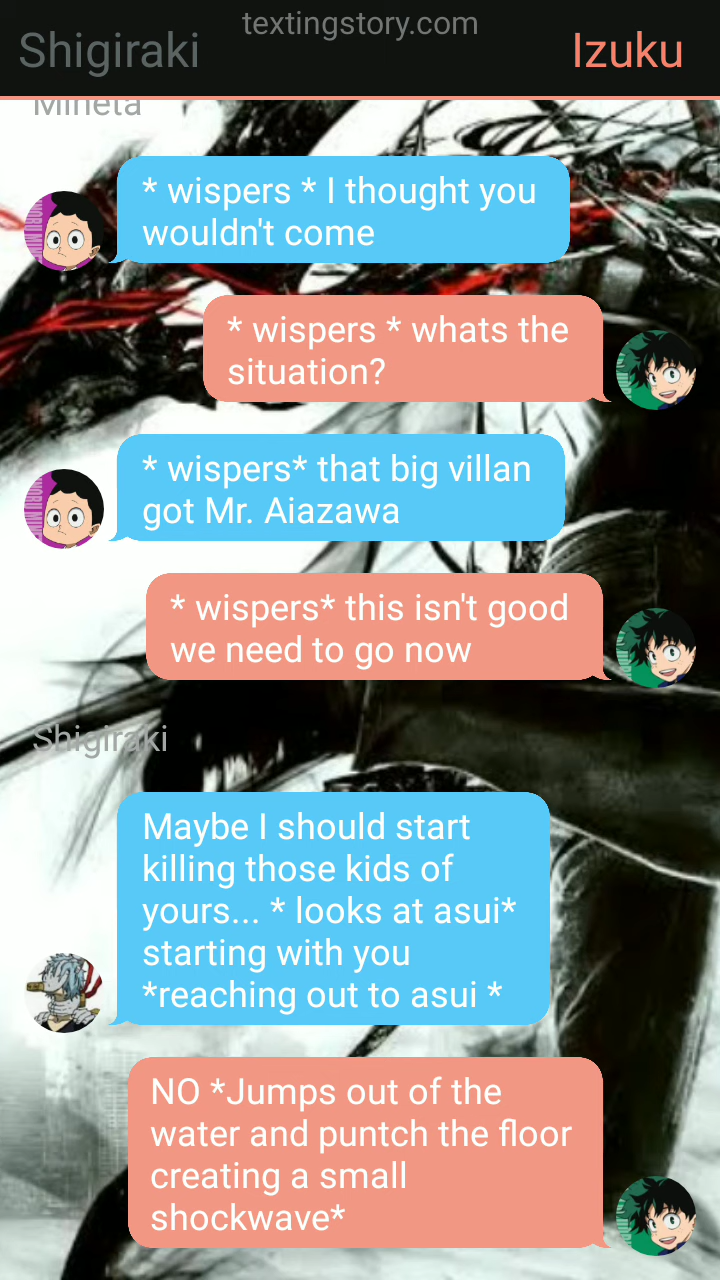 textingstory.com
Shigiraki
Izuku
Mineta
* wispers * I thought you
wouldn't come
* wispers * whats the
situation?
* wispers* that big villan
got Mr. Aiazawa
* wispers* this isn't good
we need to go now
Shigiraki
Maybe I should start
killing those kids of
yours... * looks at asui*
starting with you
*reaching out to asui *
NO *Jumps out of the
water and puntch the floor
creating a small
shockwave*